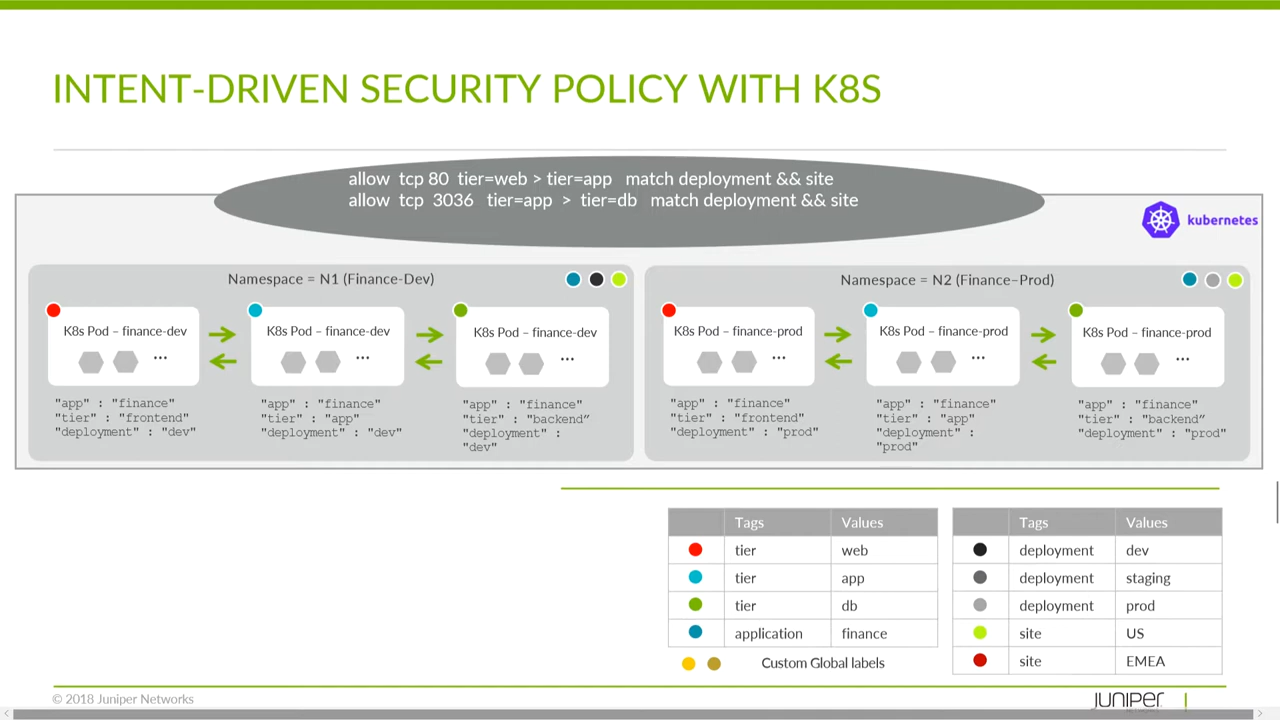 INTENT-DRIVEN SECURITY POLICY WITH K8S
allow tcp 80 tier=web > tier=app match deployment && site
allow tcp 3036 tier=app > tier=db match deployment && site
kubernetes
Namespace = N1 (Finance-Dev)
K8s Pod – finance-dev
...
"app" : "finance"
"tier" : "frontend"
"deployment" : "dev"
K8s Pod – finance-dev
...
"app" : "finance"
"tier" : "app"
"deployment" : "dev"
K8s Pod – finance-dev
...
"app" : "finance"
"tier" : "backend”
"deployment" :
"dev"
Namespace = N2 (Finance–Prod)
K8s Pod – finance-prod
...
"app" : "finance"
"tier" : "frontend"
"deployment" : "prod"
K8s Pod – finance-prod
...
"app" : "finance"
"tier" : "app"
"deployment" :
"prod"
K8s Pod – finance-prod
...
"app" : "finance"
"tier" : "backend”
"deployment" : "prod"
Tags Values
tier web
tier app
tier db
application finance
Custom Global labels
Tags Values
deployment dev
deployment staging
deployment prod
site US
site EMEA
© 2018 Juniper Networks
JUNIPEr